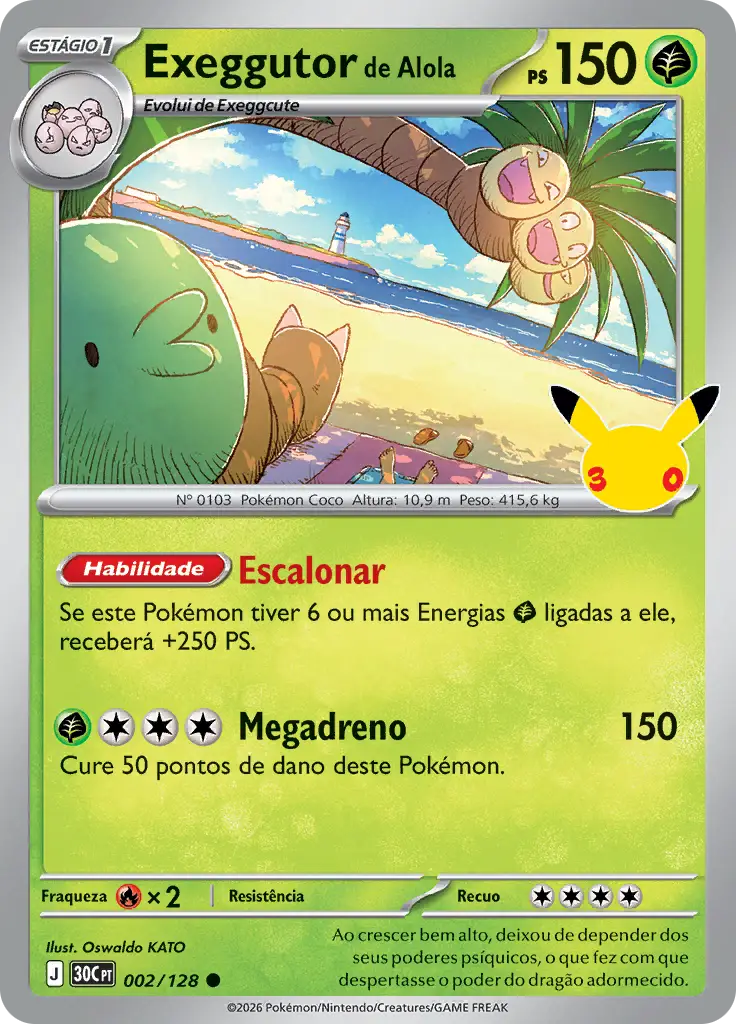 ESTÁGIO 1
Exeggutor de Alola
PS 150
Evolui de Exeggcute
30
Nº 0103 Pokémon Coco Altura: 10,9 m Peso: 415,6 kg
Habilidade Escalonar
Se este Pokémon tiver 6 ou mais Energias ligadas a ele,
receberá +250 PS.
Megadreno 150
Cure 50 pontos de dano deste Pokémon.
Fraqueza ×2 Resistência Recuo
Ilust. Oswaldo KATO
Ao crescer bem alto, deixou de depender dos
seus poderes psíquicos, o que fez com que
despertasse o poder do dragão adormecido.
J 30C PT 002/128
©2026 Pokémon/Nintendo/Creatures/GAME FREAK